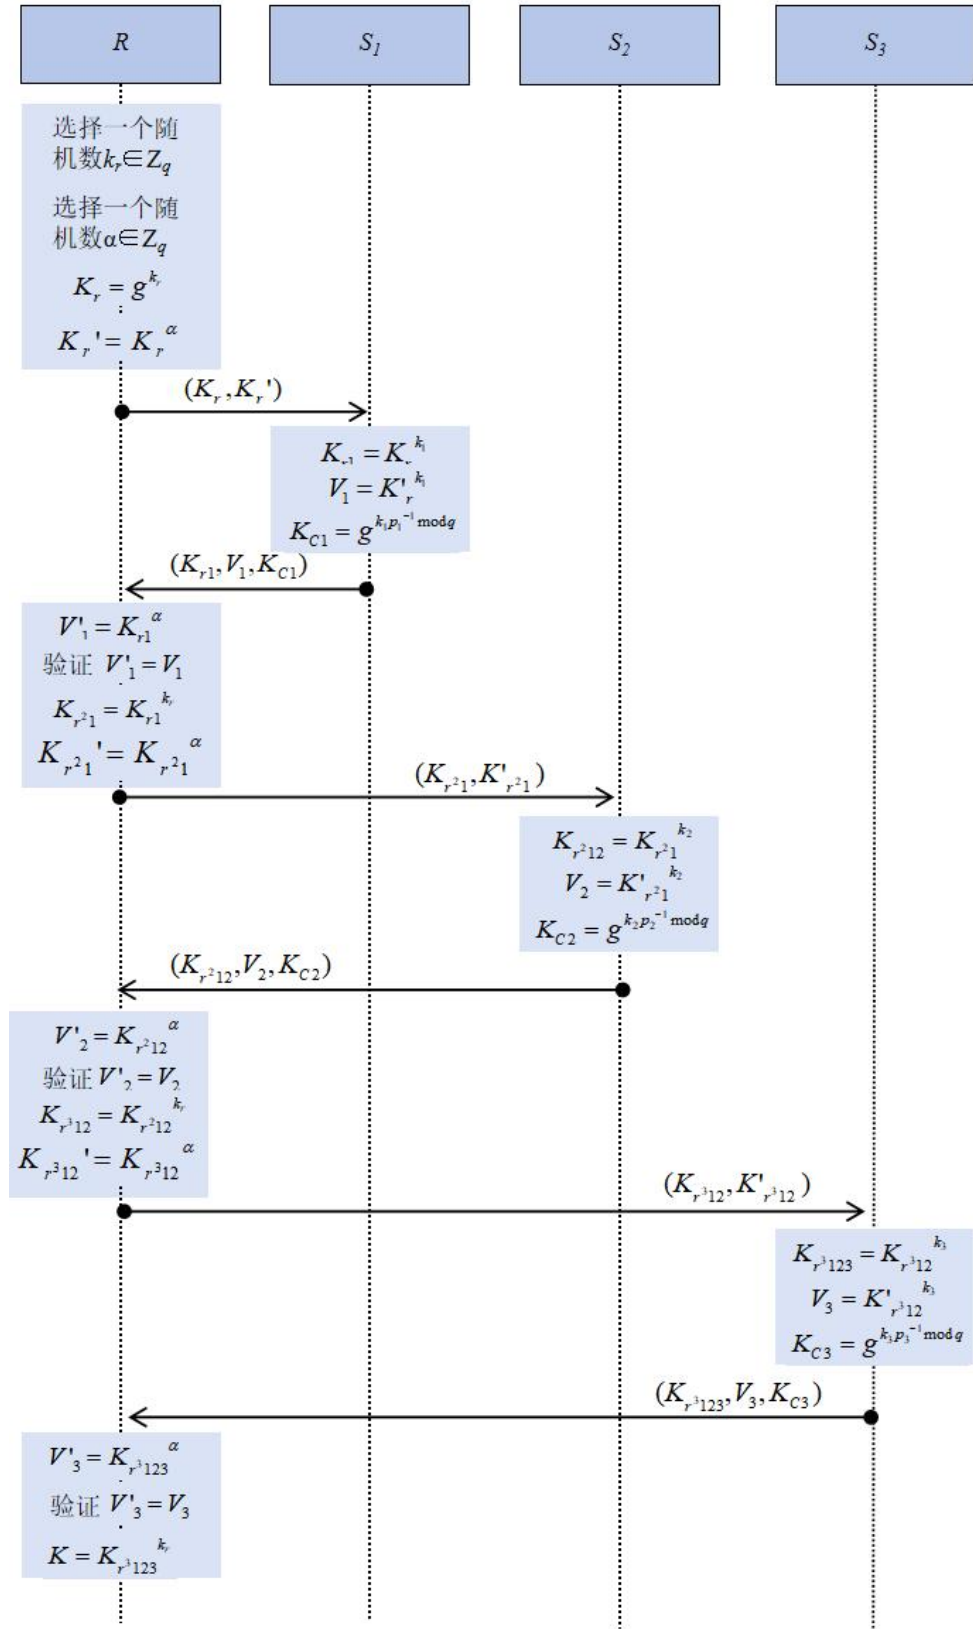 R
S₁
S₂
S₃
选择一个随
机数kᵣ∈Z_q
选择一个随
机数α∈Z_q
K_r = g^{k_r}
K_r' = K_r^α
(K_r, K_r')
K_{r1} = K_r^{k_1}
V_1 = K'_r^{k_1}
K_{C1} = g^{k_1 p_1^{-1} mod q}
(K_{r1}, V_1, K_{C1})
V'_1 = K_{r1}^α
验证 V'_1 = V_1
K_{r^2 1} = K_{r1}^{k_r}
K_{r^2 1}' = K_{r^2 1}^α
(K_{r^2 1}, K'_{r^2 1})
K_{r^2 12} = K_{r^2 1}^{k_2}
V_2 = K'_{r^2 1}^{k_2}
K_{C2} = g^{k_2 p_2^{-1} mod q}
(K_{r^2 12}, V_2, K_{C2})
V'_2 = K_{r^2 12}^α
验证 V'_2 = V_2
K_{r^3 12} = K_{r^2 12}^{k_r}
K_{r^3 12}' = K_{r^3 12}^α
(K_{r^3 12}, K'_{r^3 12})
K_{r^3 123} = K_{r^3 12}^{k_3}
V_3 = K'_{r^3 12}^{k_3}
K_{C3} = g^{k_3 p_3^{-1} mod q}
(K_{r^3 123}, V_3, K_{C3})
V'_3 = K_{r^3 123}^α
验证 V'_3 = V_3
K = K_{r^3 123}^{k_r}